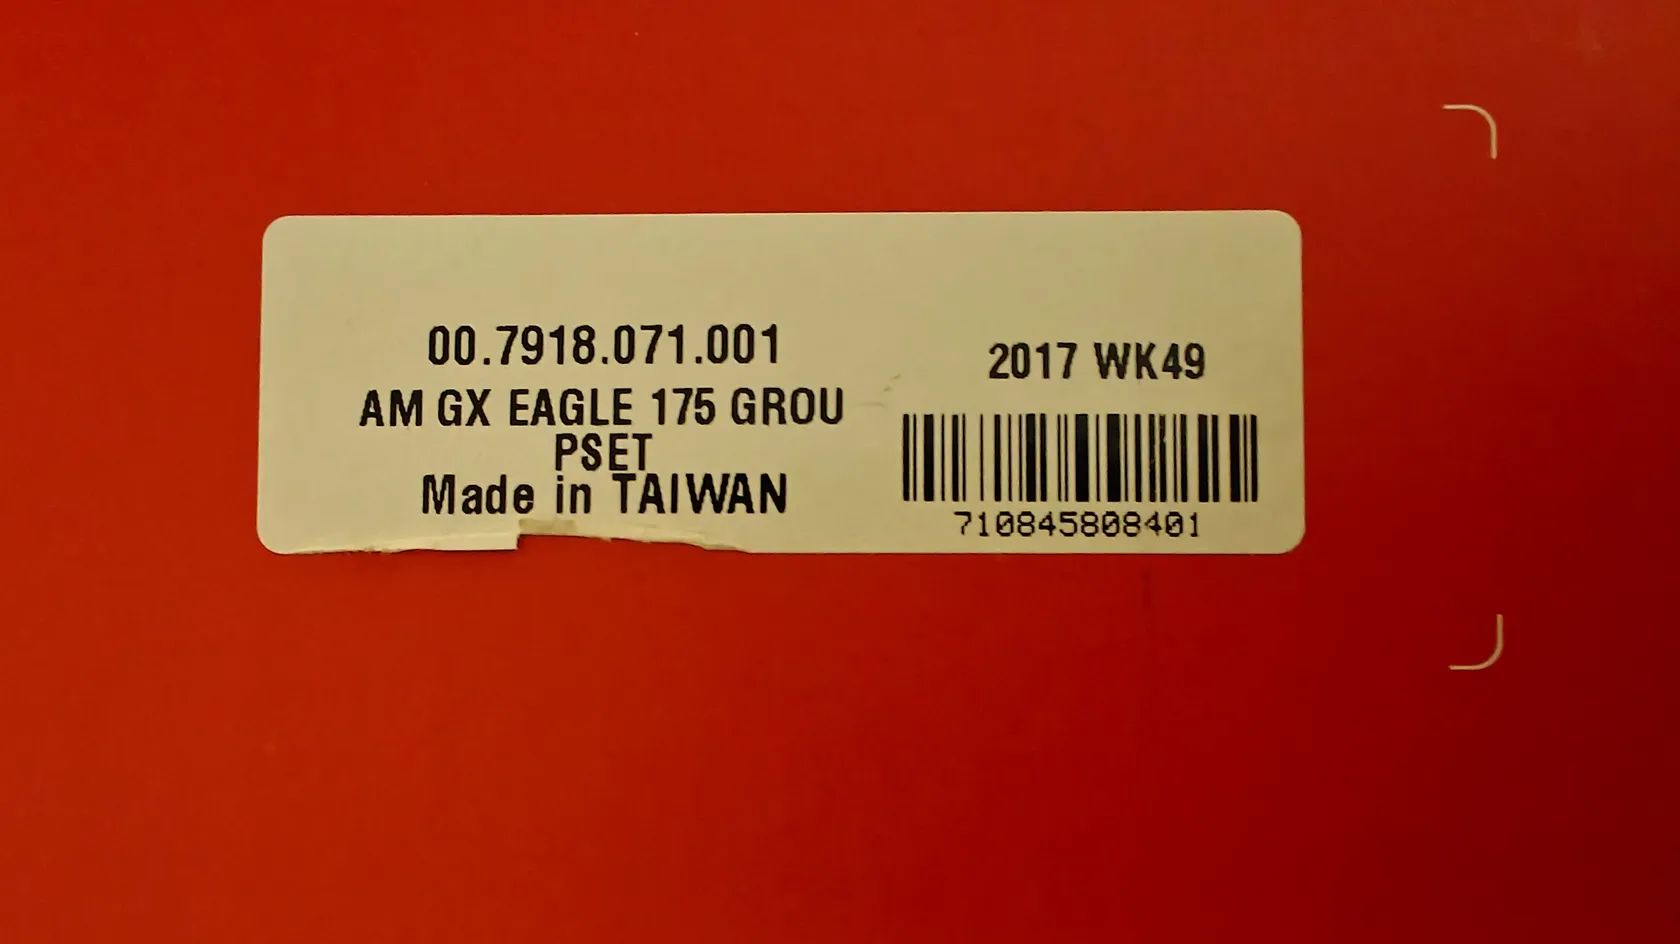 00.7918.071.001
AM GX EAGLE 175 GROU
PSET
Made in TAIWAN
2017 WK49
710845808401